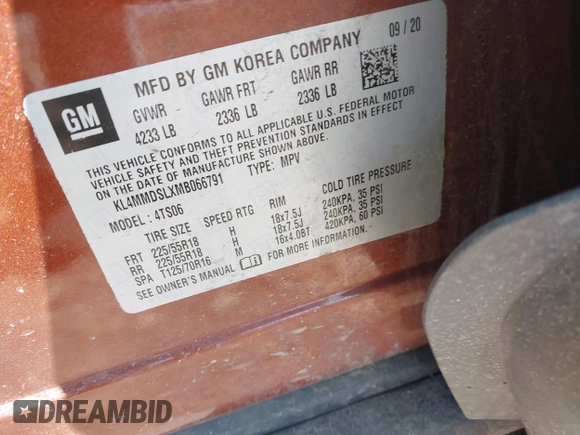 MFD BY GM KOREA COMPANY 09 / 20
GM
GVWR GAWR FRT GAWR RR
4233 LB 2336 LB 2336 LB
THIS VEHICLE CONFORMS TO ALL APPLICABLE U.S. FEDERAL MOTOR
VEHICLE SAFETY AND THEFT PREVENTION STANDARDS IN EFFECT
ON THE DATE OF MANUFACTURE SHOWN ABOVE.
KL4MMDSLXMB066791 TYPE: MPV
MODEL: 4TS06
TIRE SIZE SPEED RTG RIM COLD TIRE PRESSURE
FRT 225/55R18 H 18x7.5J 240KPA, 35 PSI
RR 225/55R18 H 18x7.5J 240KPA, 35 PSI
SPA T125/70R16 M 16x4.0BT 420KPA, 60 PSI
SEE OWNER'S MANUAL FOR MORE INFORMATION.
DREAMBID